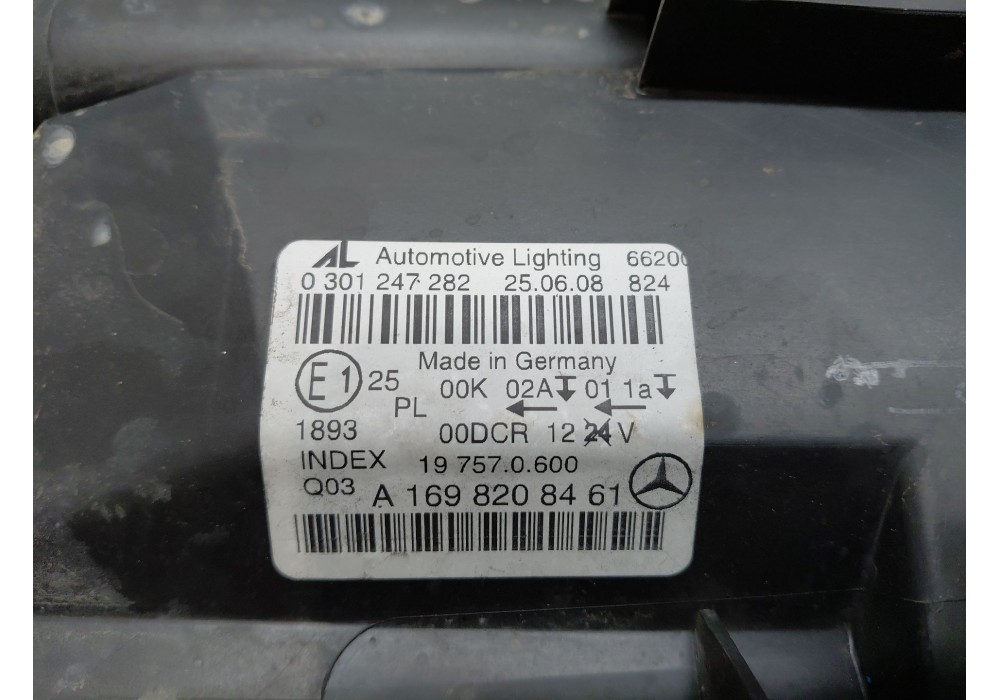 AL Automotive Lighting 66200
0 301 247 282 25.06.08 824
Made in Germany
E1 25 00K 02A 01 1a
PL
1893 00DCR 12 24 V
INDEX 19 757.0.600
Q03 A 169 820 84 61